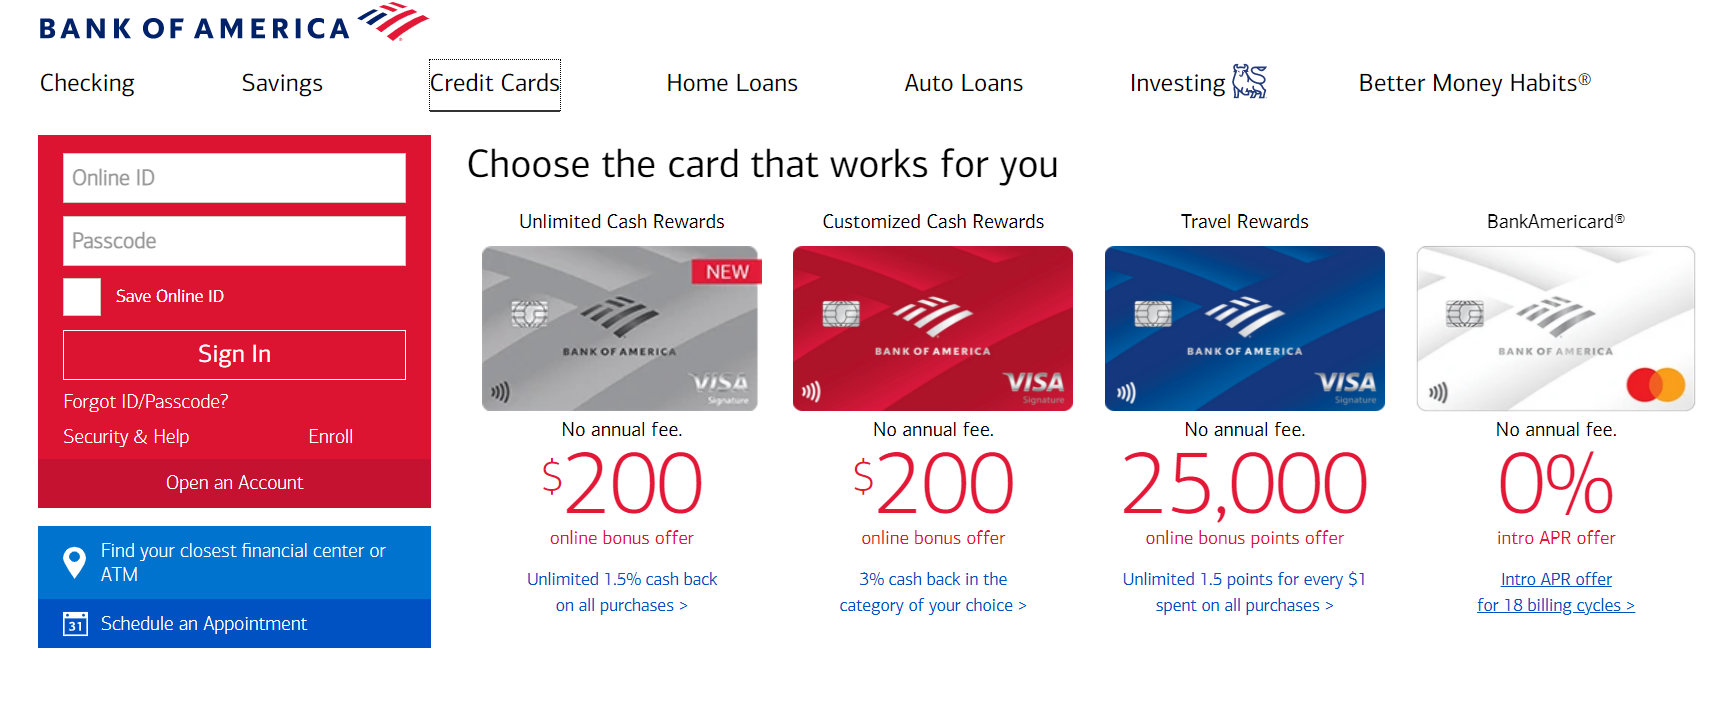 BANK OF AMERICA
Checking
Savings
Credit Cards
Home Loans
Auto Loans
Investing
Better Money Habits®
Online ID
Passcode
Save Online ID
Sign In
Forgot ID/Passcode?
Security & Help
Enroll
Open an Account
Find your closest financial center or
ATM
31
Schedule an Appointment
Choose the card that works for you
Unlimited Cash Rewards
NEW
BANK OF AMERICA
VISA
Signature
No annual fee.
$200
online bonus offer
Unlimited 1.5% cash back
on all purchases >
Customized Cash Rewards
BANK OF AMERICA
VISA
Signature
No annual fee.
$200
online bonus offer
3% cash back in the
category of your choice >
Travel Rewards
BANK OF AMERICA
VISA
Signature
No annual fee.
25,000
online bonus points offer
Unlimited 1.5 points for every $1
spent on all purchases >
BankAmericard®
BANK OF AMERICA
No annual fee.
0%
intro APR offer
Intro APR offer
for 18 billing cycles >